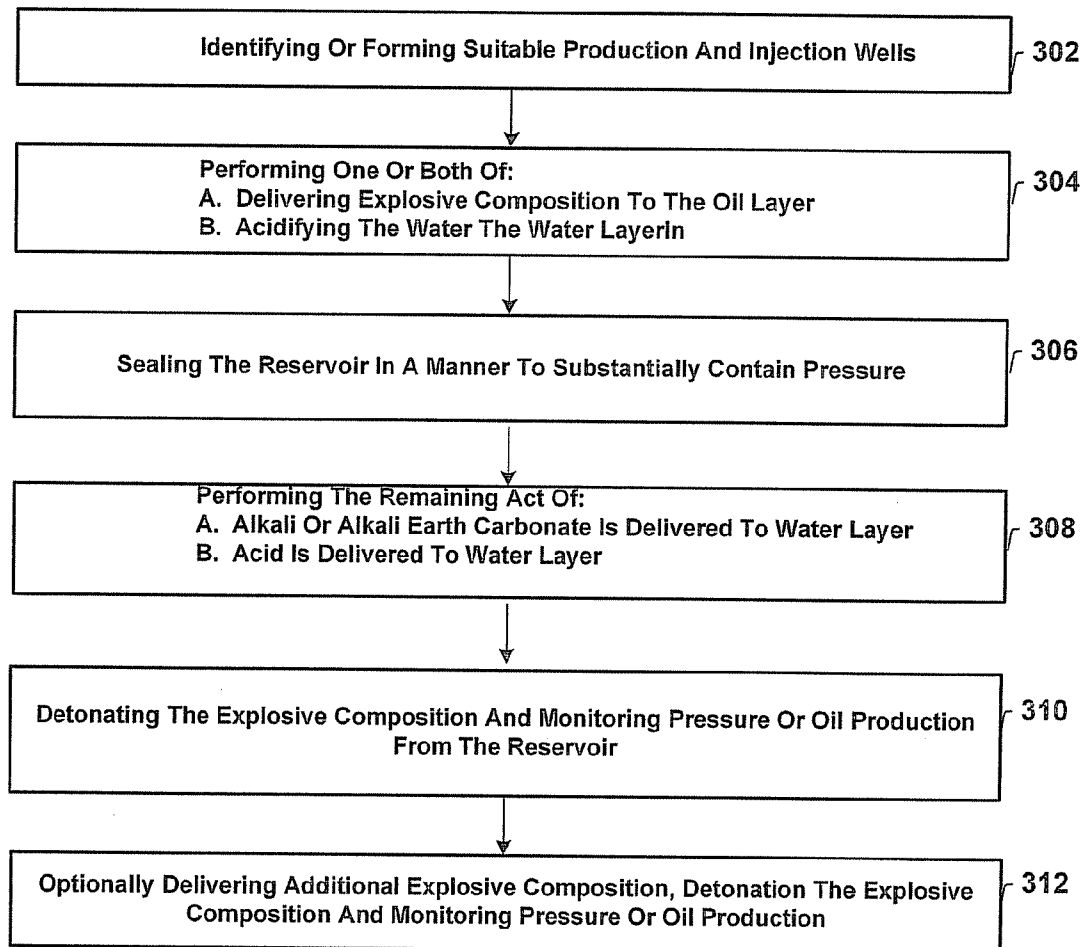 Identifying Or Forming Suitable Production And Injection Wells
302
Performing One Or Both Of:
A. Delivering Explosive Composition To The Oil Layer
B. Acidifying The Water The Water LayerIn
304
Sealing The Reservoir In A Manner To Substantially Contain Pressure
306
Performing The Remaining Act Of:
A. Alkali Or Alkali Earth Carbonate Is Delivered To Water Layer
B. Acid Is Delivered To Water Layer
308
Detonating The Explosive Composition And Monitoring Pressure Or Oil Production
From The Reservoir
310
Optionally Delivering Additional Explosive Composition, Detonation The Explosive
Composition And Monitoring Pressure Or Oil Production
312